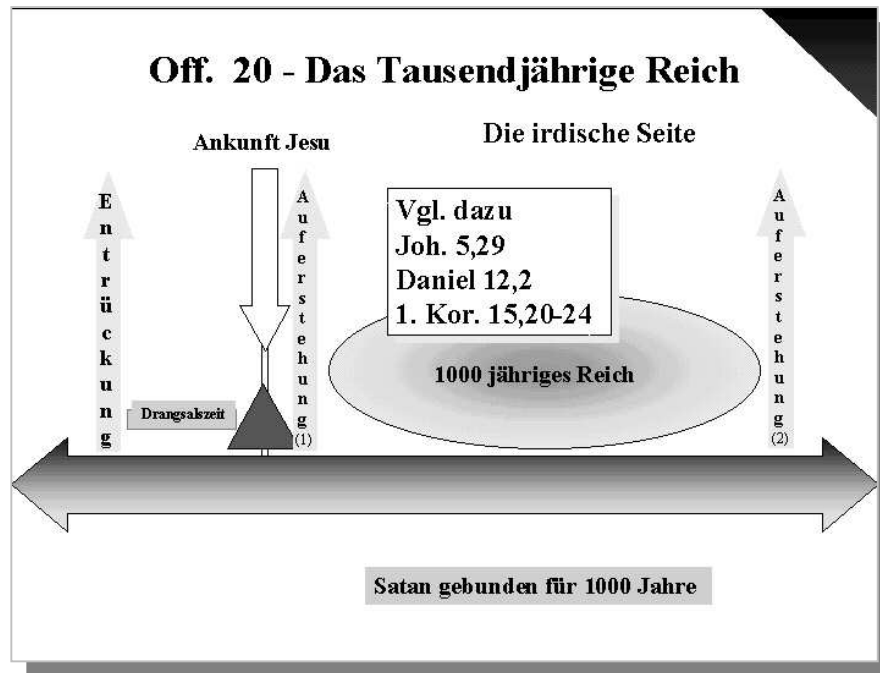 Off. 20 - Das Tausendjährige Reich
Die irdische Seite
Ankunft Jesu
Entrückung
Drangsalszeit
Auferstehung
(1)
Vgl. dazu
Joh. 5,29
Daniel 12,2
1. Kor. 15,20-24
1000 jähriges Reich
Auferstehung
(2)
Satan gebunden für 1000 Jahre